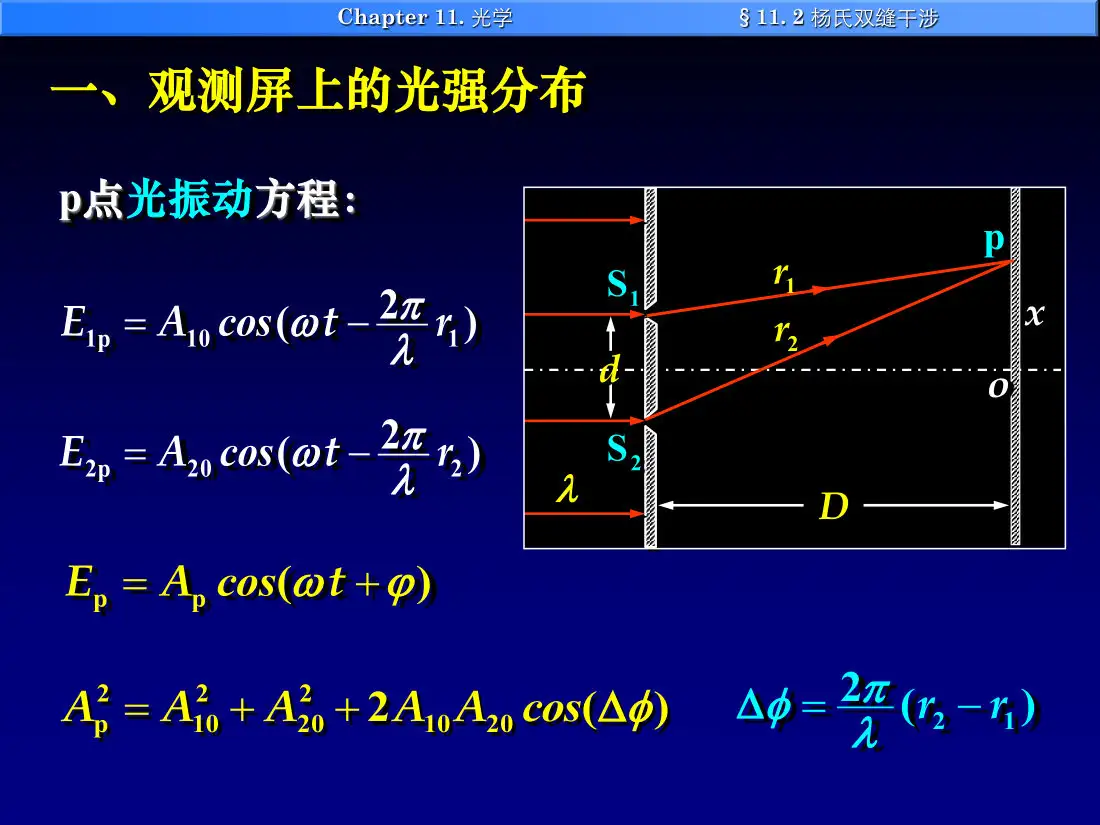 Chapter 11. 光学 § 11. 2 杨氏双缝干涉
一、观测屏上的光强分布
p点光振动方程:
E₁ₚ = A₁₀ cos(ωt − 2π/λ r₁)
E₂ₚ = A₂₀ cos(ωt − 2π/λ r₂)
Eₚ = Aₚ cos(ωt + φ)
Aₚ² = A₁₀² + A₂₀² + 2A₁₀A₂₀ cos(Δϕ)
Δϕ = 2π/λ (r₂ − r₁)
p
S₁
r₁
x
r₂
d
o
S₂
λ
D